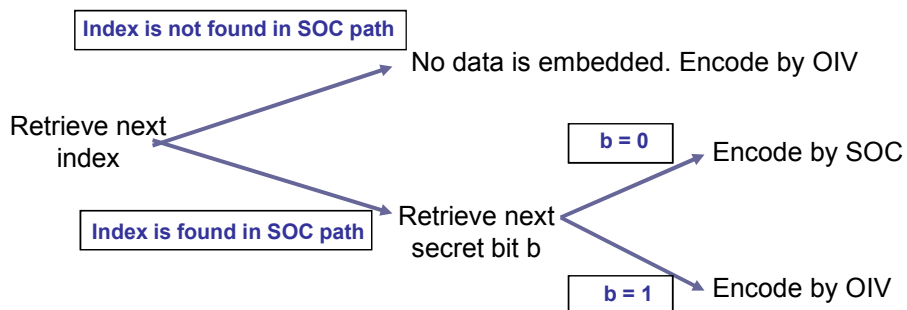 Index is not found in SOC path
No data is embedded. Encode by OIV
Retrieve next
index
b = 0
Encode by SOC
Index is found in SOC path
Retrieve next
secret bit b
b = 1
Encode by OIV